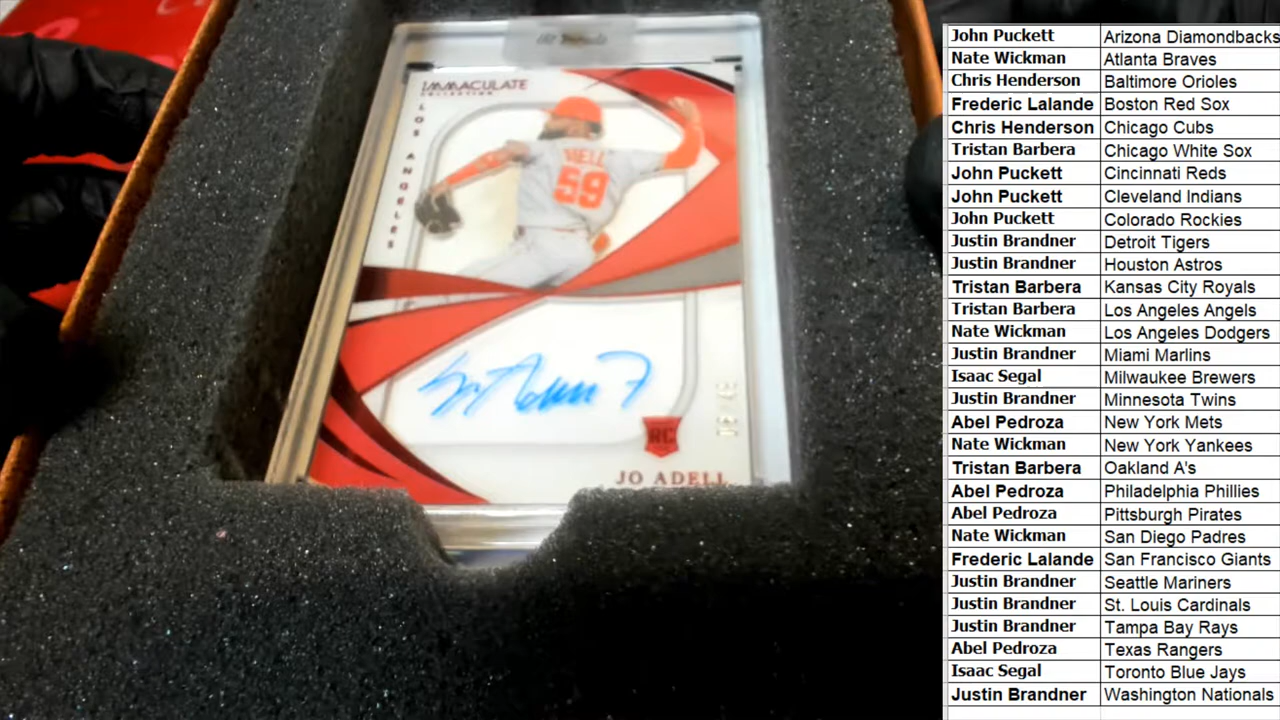 IMMACULATE
COLLECTION
LOS ANGELES
59
RC
JO ADELL
John Puckett Arizona Diamondbacks
Nate Wickman Atlanta Braves
Chris Henderson Baltimore Orioles
Frederic Lalande Boston Red Sox
Chris Henderson Chicago Cubs
Tristan Barbera Chicago White Sox
John Puckett Cincinnati Reds
John Puckett Cleveland Indians
John Puckett Colorado Rockies
Justin Brandner Detroit Tigers
Justin Brandner Houston Astros
Tristan Barbera Kansas City Royals
Tristan Barbera Los Angeles Angels
Nate Wickman Los Angeles Dodgers
Justin Brandner Miami Marlins
Isaac Segal Milwaukee Brewers
Justin Brandner Minnesota Twins
Abel Pedroza New York Mets
Nate Wickman New York Yankees
Tristan Barbera Oakland A's
Abel Pedroza Philadelphia Phillies
Abel Pedroza Pittsburgh Pirates
Nate Wickman San Diego Padres
Frederic Lalande San Francisco Giants
Justin Brandner Seattle Mariners
Justin Brandner St. Louis Cardinals
Justin Brandner Tampa Bay Rays
Abel Pedroza Texas Rangers
Isaac Segal Toronto Blue Jays
Justin Brandner Washington Nationals